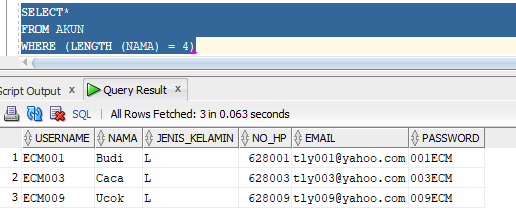 SELECT*
FROM AKUN
WHERE (LENGTH (NAMA) = 4)
Script Output x Query Result x
SQL | All Rows Fetched: 3 in 0.063 seconds
USERNAME NAMA JENIS_KELAMIN NO_HP EMAIL PASSWORD
1 ECM001 Budi L 628001 tly001@yahoo.com 001ECM
2 ECM003 Caca L 628003 tly003@yahoo.com 003ECM
3 ECM009 Ucok L 628009 tly009@yahoo.com 009ECM